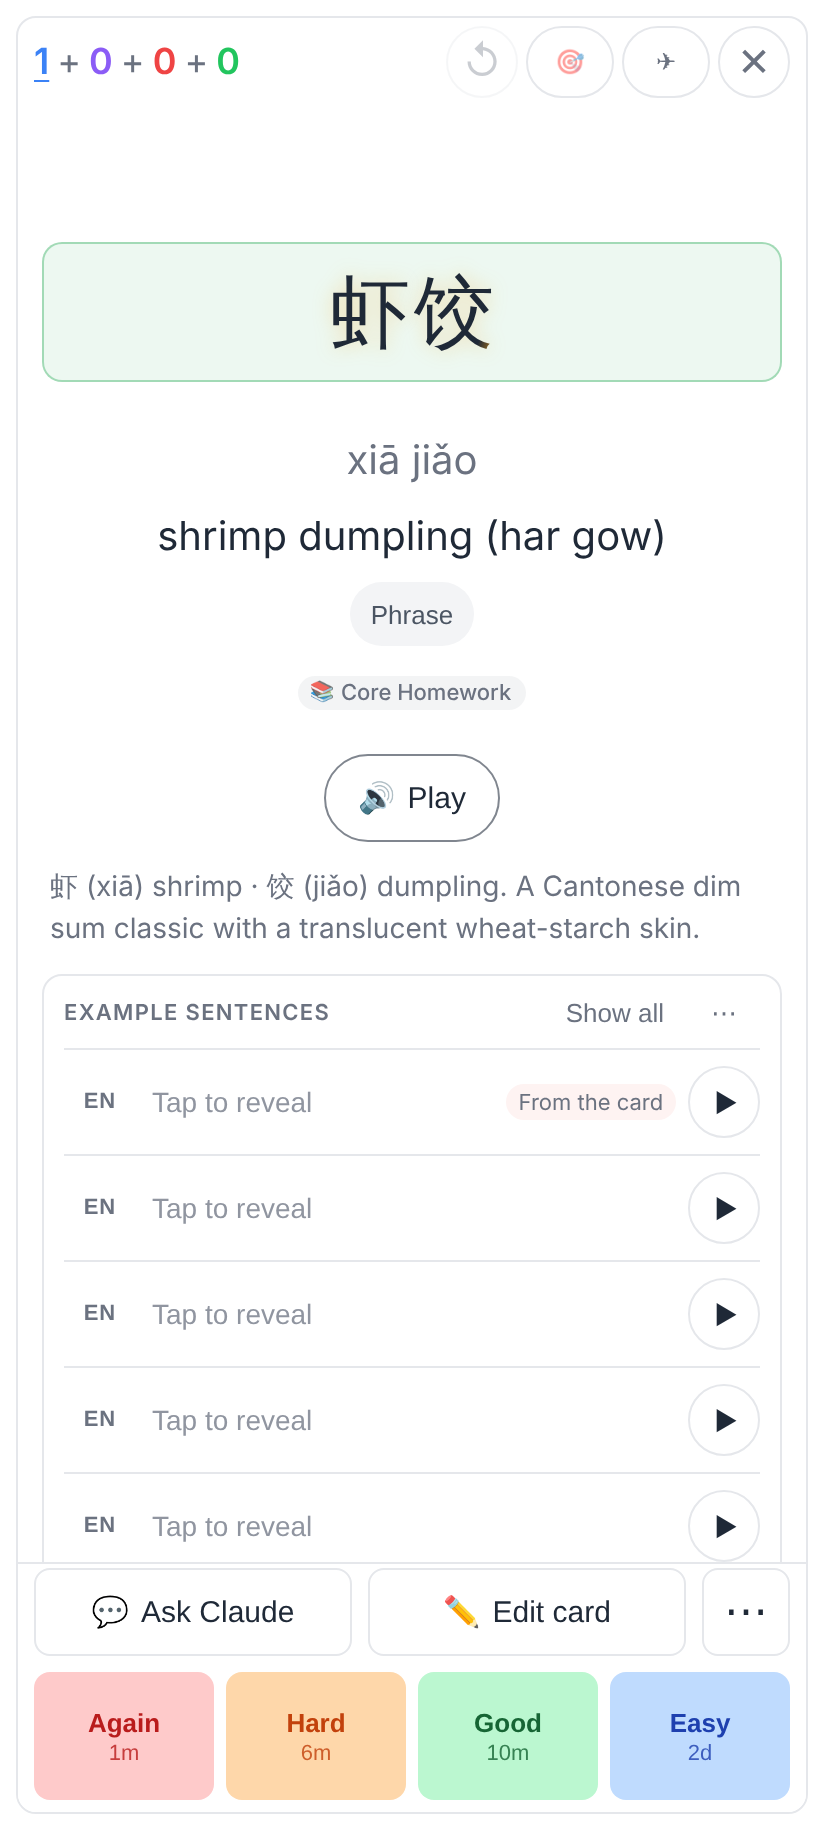 1 + 0 + 0 + 0
虾饺
xiā jiǎo
shrimp dumpling (har gow)
Phrase
Core Homework
Play
虾 (xiā) shrimp · 饺 (jiǎo) dumpling. A Cantonese dim
sum classic with a translucent wheat-starch skin.
EXAMPLE SENTENCES Show all ⋯
EN Tap to reveal From the card
EN Tap to reveal
EN Tap to reveal
EN Tap to reveal
EN Tap to reveal
Ask Claude Edit card ⋯
Again Hard Good Easy
1m 6m 10m 2d